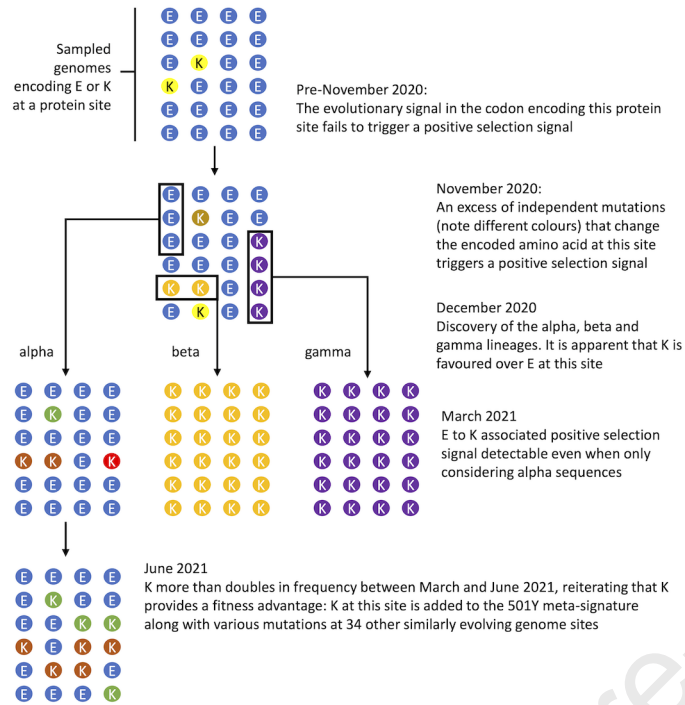 Sampled
genomes
encoding E or K
at a protein site
E E E E
E E E E
E K E E
K E E E
E E E E
E E E E
Pre-November 2020:
The evolutionary signal in the codon encoding this protein
site fails to trigger a positive selection signal
E E E E
E K E E
E E E K
E E E K
K K E K
E K E K
November 2020:
An excess of independent mutations
(note different colours) that change
the encoded amino acid at this site
triggers a positive selection signal
December 2020
Discovery of the alpha, beta and
gamma lineages. It is apparent that K is
favoured over E at this site
alpha
E E E E
E K E E
E E E E
K K E K
E E E E
E E E E
beta
K K K K
K K K K
K K K K
K K K K
K K K K
K K K K
gamma
K K K K
K K K K
K K K K
K K K K
K K K K
K K K K
March 2021
E to K associated positive selection
signal detectable even when only
considering alpha sequences
E E E E
E K E E
E E K K
K E K K
E K K E
E E E K
June 2021
K more than doubles in frequency between March and June 2021, reiterating that K
provides a fitness advantage: K at this site is added to the 501Y meta-signature
along with various mutations at 34 other similarly evolving genome sites